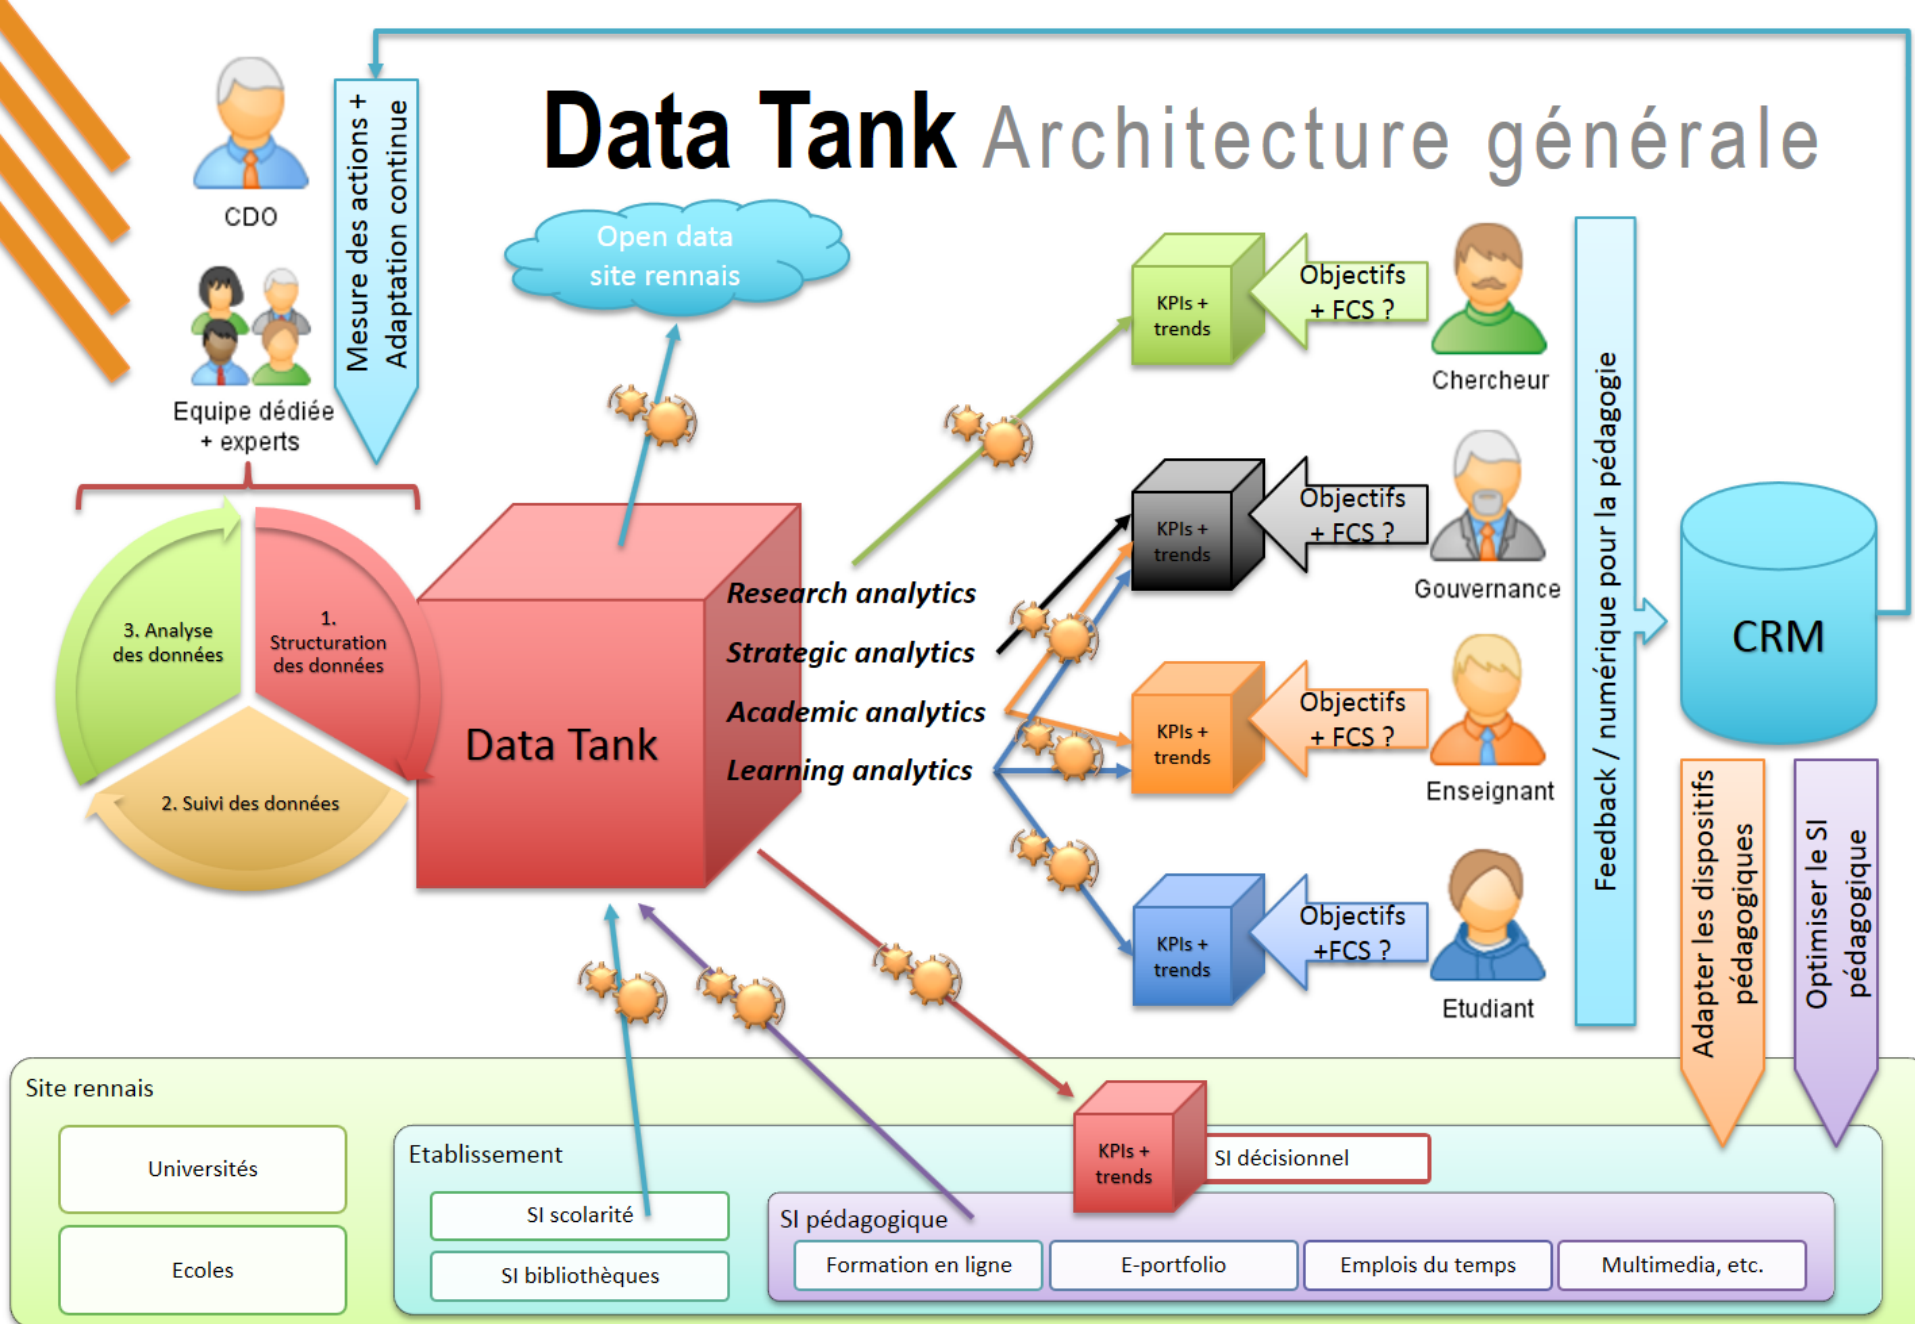 Data Tank Architecture générale
CDO
Equipe dédiée
+ experts
Mesure des actions +
Adaptation continue
Open data
site rennais
1.
Structuration
des données
2. Suivi des données
3. Analyse
des données
Data Tank
Research analytics
Strategic analytics
Academic analytics
Learning analytics
KPIs +
trends
Objectifs
+ FCS ?
Chercheur
KPIs +
trends
Objectifs
+ FCS ?
Gouvernance
KPIs +
trends
Objectifs
+ FCS ?
Enseignant
KPIs +
trends
Objectifs
+FCS ?
Etudiant
Feedback / numérique pour la pédagogie
CRM
Adapter les dispositifs
pédagogiques
Optimiser le SI
pédagogique
Site rennais
Universités
Ecoles
Etablissement
SI scolarité
SI bibliothèques
KPIs +
trends
SI décisionnel
SI pédagogique
Formation en ligne
E-portfolio
Emplois du temps
Multimedia, etc.